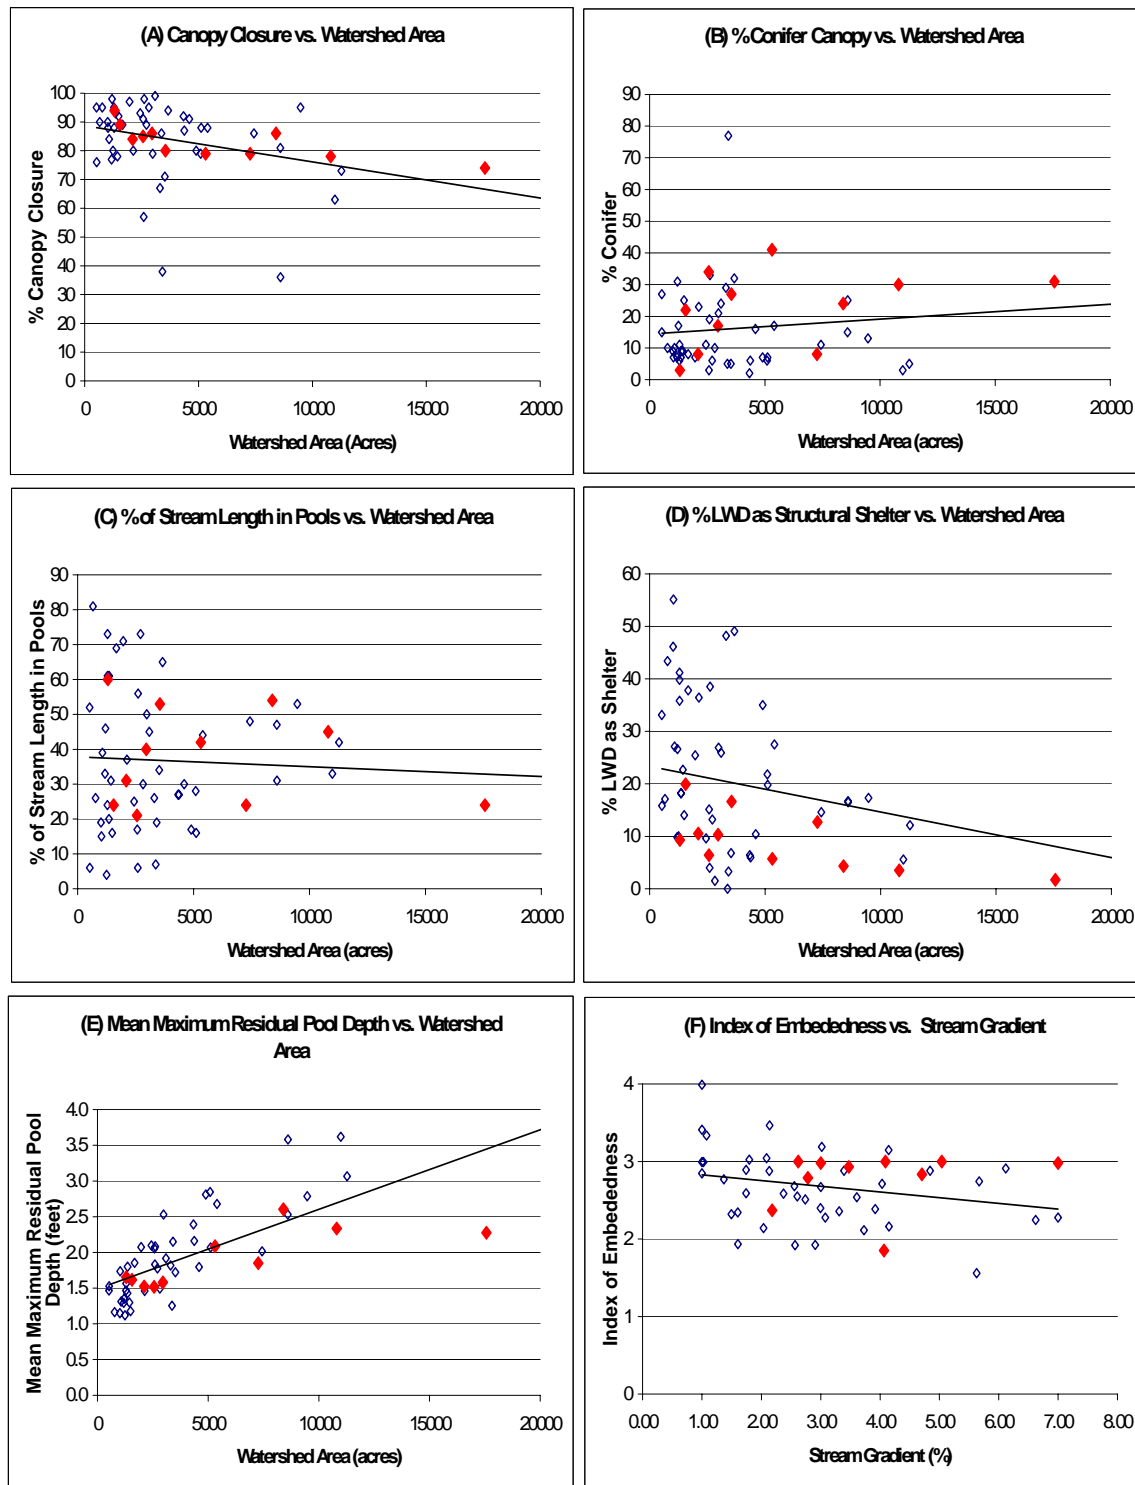 (A) Canopy Closure vs. Watershed Area
% Canopy Closure
100
90
80
70
60
50
40
30
20
10
0
0 5000 10000 15000 20000
Watershed Area (Acres)
(B) % Conifer Canopy vs. Watershed Area
% Conifer
90
80
70
60
50
40
30
20
10
0
0 5000 10000 15000 20000
Watershed Area (acres)
(C) % of Stream Length in Pools vs. Watershed Area
% of Stream Length in Pools
90
80
70
60
50
40
30
20
10
0
0 5000 10000 15000 20000
Watershed Area (acres)
(D) % LWD as Structural Shelter vs. Watershed Area
% LWD as Shelter
60
50
40
30
20
10
0
0 5000 10000 15000 20000
Watershed Area (acres)
(E) Mean Maximum Residual Pool Depth vs. Watershed
Area
Mean Maximum Residual Pool
Depth (feet)
4.0
3.5
3.0
2.5
2.0
1.5
1.0
0.5
0.0
0 5000 10000 15000 20000
Watershed Area (acres)
(F) Index of Embededness vs. Stream Gradient
Index of Embededness
4
3
2
1
0
0.00 1.00 2.00 3.00 4.00 5.00 6.00 7.00 8.00
Stream Gradient (%)